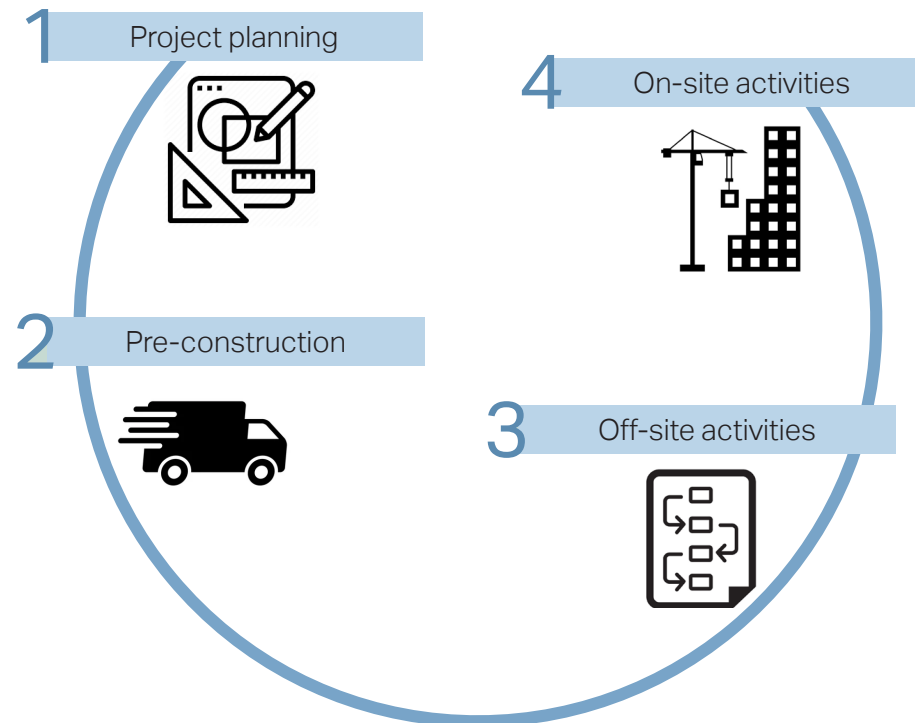 1 Project planning
2 Pre-construction
3 Off-site activities
4 On-site activities